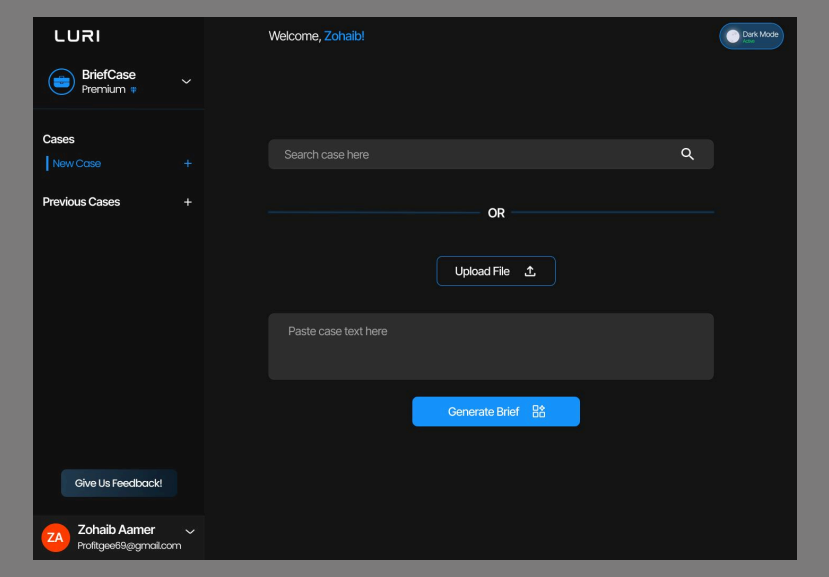 LURI
BriefCase
Premium
Cases
New Case +
Previous Cases +
Give Us Feedback!
ZA
Zohaib Aamer
Profitgee69@gmail.com
Welcome, Zohaib!
Dark Mode
Active
Search case here
OR
Upload File
Paste case text here
Generate Brief